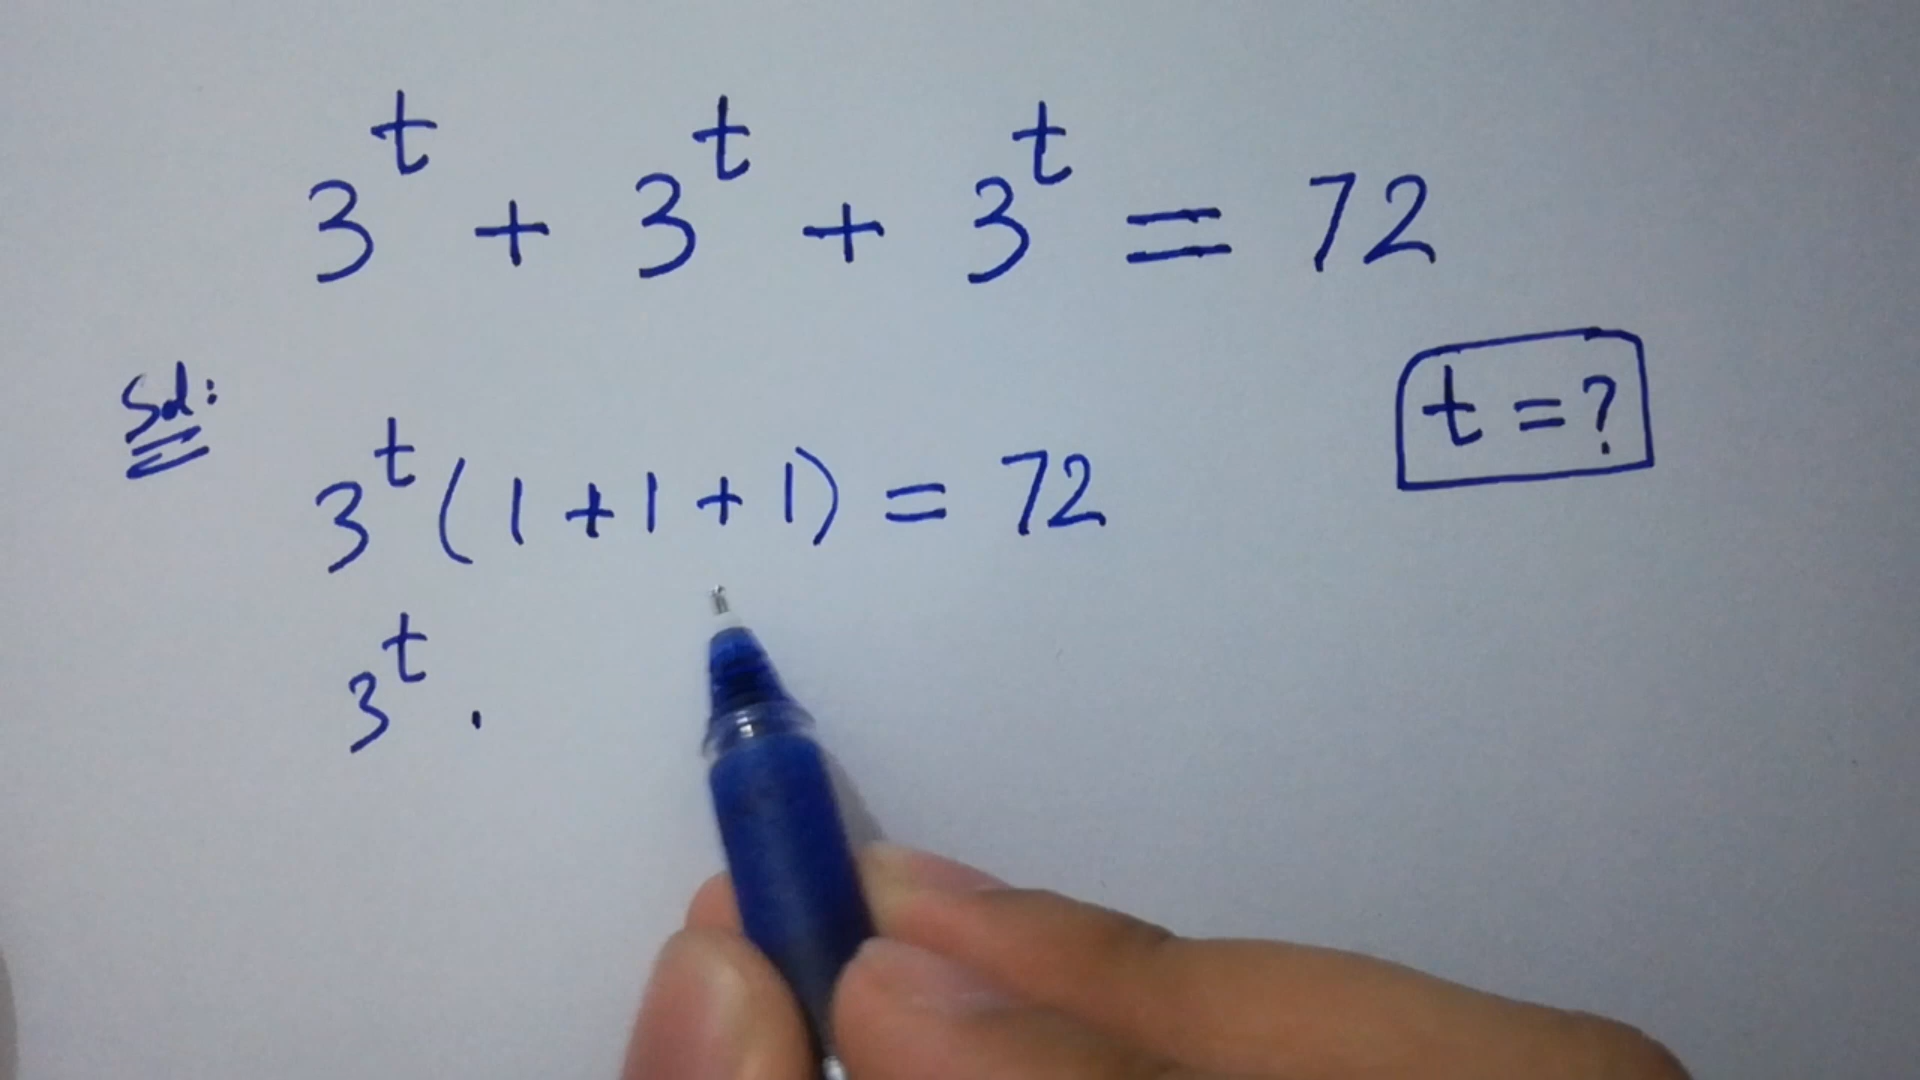 3^t + 3^t + 3^t = 72
t = ?
Sol:
3^t (1 + 1 + 1) = 72
3^t .